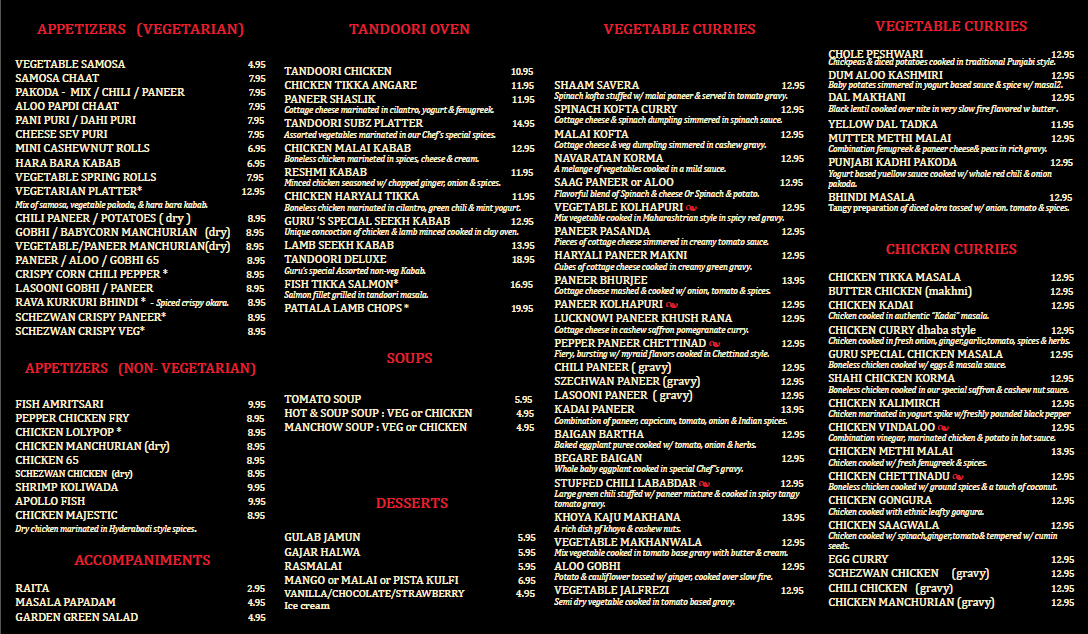 APPETIZERS (VEGETARIAN)
VEGETABLE SAMOSA 4.95
SAMOSA CHAAT 7.95
PAKODA - MIX / CHILI / PANEER 7.95
ALOO PAPDI CHAAT 7.95
PANI PURI / DAHI PURI 7.95
CHEESE SEV PURI 7.95
MINI CASHEWNUT ROLLS 6.95
HARA BARA KABAB 6.95
VEGETABLE SPRING ROLLS 7.95
VEGETARIAN PLATTER* 12.95
Mix of samosa, vegetable pakoda, & hara bara kabab.
CHILI PANEER / POTATOES ( dry ) 8.95
GOBHI / BABYCORN MANCHURIAN (dry) 8.95
VEGETABLE/PANEER MANCHURIAN(dry) 8.95
PANEER / ALOO / GOBHI 65 8.95
CRISPY CORN CHILI PEPPER * 8.95
LASOONI GOBHI / PANEER 8.95
RAVA KURKURI BHINDI * - Spiced crispy okara. 8.95
SCHEZWAN CRISPY PANEER* 8.95
SCHEZWAN CRISPY VEG* 8.95
APPETIZERS (NON- VEGETARIAN)
FISH AMRITSARI 9.95
PEPPER CHICKEN FRY 8.95
CHICKEN LOLYPOP * 8.95
CHICKEN MANCHURIAN (dry) 8.95
CHICKEN 65 8.95
SCHEZWAN CHICKEN (dry) 8.95
SHRIMP KOLIWADA 9.95
APOLLO FISH 9.95
CHICKEN MAJESTIC 8.95
Dry chicken marinated in Hyderabadi style spices.
ACCOMPANIMENTS
RAITA 2.95
MASALA PAPADAM 4.95
GARDEN GREEN SALAD 4.95
TANDOORI OVEN
TANDOORI CHICKEN 10.95
CHICKEN TIKKA ANGARE 11.95
PANEER SHASLIK 11.95
Cottage cheese marinated in cilantro, yogurt & fenugreek.
TANDOORI SUBZ PLATTER 14.95
Assorted vegetables marinated in our Chef's special spices.
CHICKEN MALAI KABAB 12.95
Boneless chicken marineted in spices, cheese & cream.
RESHMI KABAB 11.95
Minced chicken seasoned w/ chopped ginger, onion & spices.
CHICKEN HARYALI TIKKA 11.95
Boneless chicken marinated in cilantro, green chili & mint yogurt.
GURU 'S SPECIAL SEEKH KABAB 12.95
Unique concoction of chicken & lamb minced cooked in clay oven.
LAMB SEEKH KABAB 13.95
TANDOORI DELUXE 18.95
Guru's special Assorted non-veg Kabab.
FISH TIKKA SALMON* 16.95
Salmon fillet grilled in tandoori masala.
PATIALA LAMB CHOPS * 19.95
SOUPS
TOMATO SOUP 5.95
HOT & SOUP SOUP : VEG or CHICKEN 4.95
MANCHOW SOUP : VEG or CHICKEN 4.95
DESSERTS
GULAB JAMUN 5.95
GAJAR HALWA 5.95
RASMALAI 5.95
MANGO or MALAI or PISTA KULFI 6.95
VANILLA/CHOCOLATE/STRAWBERRY 4.95
Ice cream
VEGETABLE CURRIES
SHAAM SAVERA 12.95
Spinach kofta stuffed w/ malai paneer & served in tomato gravy.
SPINACH KOFTA CURRY 12.95
Cottage cheese & spinach dumpling simmered in spinach sauce.
MALAI KOFTA 12.95
Cottage cheese & veg dumpling simmered in cashew gravy.
NAVARATAN KORMA 12.95
A melange of vegetables cooked in a mild sauce.
SAAG PANEER or ALOO 12.95
Flavorful blend of Spinach & cheese Or Spinach & potato.
VEGETABLE KOLHAPURI 12.95
Mix vegetable cooked in Maharashtrian style in spicy red gravy.
PANEER PASANDA 12.95
Pieces of cottage cheese simmered in creamy tomato sauce.
HARYALI PANEER MAKNI 12.95
Cubes of cottage cheese cooked in creamy green gravy.
PANEER BHURJEE 13.95
Cottage cheese mashed & cooked w/ onion, tomato & spices.
PANEER KOLHAPURI 12.95
LUCKNOWI PANEER KHUSH RANA 12.95
Cottage cheese in cashew saffron pomegranate curry.
PEPPER PANEER CHETTINAD 12.95
Fiery, bursting w/ myraid flavors cooked in Chettinad style.
CHILI PANEER ( gravy) 12.95
SZECHWAN PANEER (gravy) 12.95
LASOONI PANEER ( gravy) 12.95
KADAI PANEER 13.95
Combination of paneer, capcicum, tomato, onion & Indian spices.
BAIGAN BARTHA 12.95
Baked eggplant puree cooked w/ tomato, onion & herbs.
BEGARE BAIGAN 12.95
Whole baby eggplant cooked in special Chef"s gravy.
STUFFED CHILI LABABDAR 12.95
Large green chili stuffed w/ paneer mixture & cooked in spicy tangy
tomato gravy.
KHOYA KAJU MAKHANA 13.95
A rich dish pf khoya & cashew nuts.
VEGETABLE MAKHANWALA 12.95
Mix vegetable cooked in tomato base gravy with butter & cream.
ALOO GOBHI 12.95
Potato & cauliflower tossed w/ ginger, cooked over slow fire.
VEGETABLE JALFREZI 12.95
Semi dry vegetable cooked in tomato based gravy.
VEGETABLE CURRIES
CHOLE PESHWARI 12.95
Chickpeas & diced potatoes cooked in traditional Punjabi style.
DUM ALOO KASHMIRI 12.95
Baby potates simmered in yogurt based sauce & spice w/ masal2.
DAL MAKHANI 12.95
Black lentil cooked over nite in very slow fire flavored w/ butter .
YELLOW DAL TADKA 11.95
MUTTER METHI MALAI 12.95
Combination fenugreek & paneer cheese& peas in rich gravy.
PUNJABI KADHI PAKODA 12.95
Yogurt based yuellow sauce cooked w/ whole red chili & onion
pakoda.
BHINDI MASALA 12.95
Tangy preparation of diced okra tossed w/ onion. tomato & spices.
CHICKEN CURRIES
CHICKEN TIKKA MASALA 12.95
BUTTER CHICKEN (makhni) 12.95
CHICKEN KADAI 12.95
Chicken cooked in authentic "Kadai" masala.
CHICKEN CURRY dhaba style 12.95
Chicken cooked in fresh onion, ginger,garlic,tomato, spices & herbs.
GURU SPECIAL CHICKEN MASALA 12.95
Boneless chicken cooked w/ eggs & masala sauce.
SHAHI CHICKEN KORMA 12.95
Boneless chicken cooked in our special saffron & cashew nut sauce.
CHICKEN KALIMIRCH 12.95
Chicken marinated in yogurt spike w/freshly pounded black pepper
CHICKEN VINDALOO 12.95
Combination vinegar, marinated chicken & potato in hot sauce.
CHICKEN METHI MALAI 13.95
Chicken cooked w/ fresh fenugreek & spices.
CHICKEN CHETTINADU 12.95
Boneless chicken cooked w/ ground spices & a touch of coconut.
CHICKEN GONGURA 12.95
Chicken cooked with ethnic leafty gongura.
CHICKEN SAAGWALA 12.95
Chicken cooked w/spinach,ginger,tomato& tempered w/ cumin
seeds.
EGG CURRY 12.95
SCHEZWAN CHICKEN (gravy) 12.95
CHILI CHICKEN (gravy) 12.95
CHICKEN MANCHURIAN (gravy) 12.95